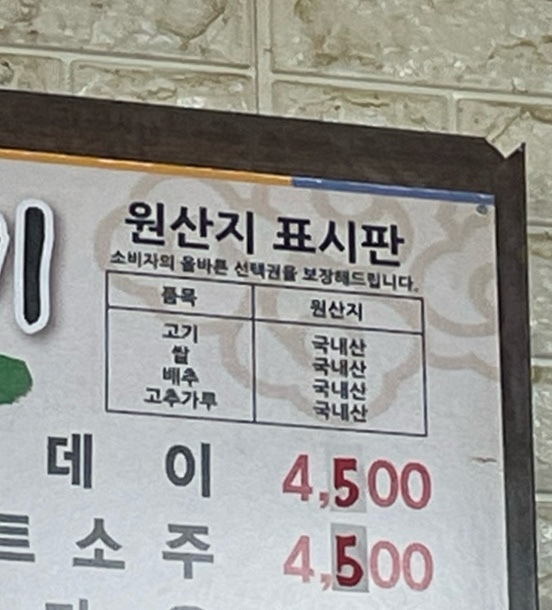 원산지 표시판
소비자의 올바른 선택권을 보장해드립니다.
품목 원산지
고기 국내산
쌀 국내산
배추 국내산
고추가루 국내산
데 이 4,500
트 소 주 4,500